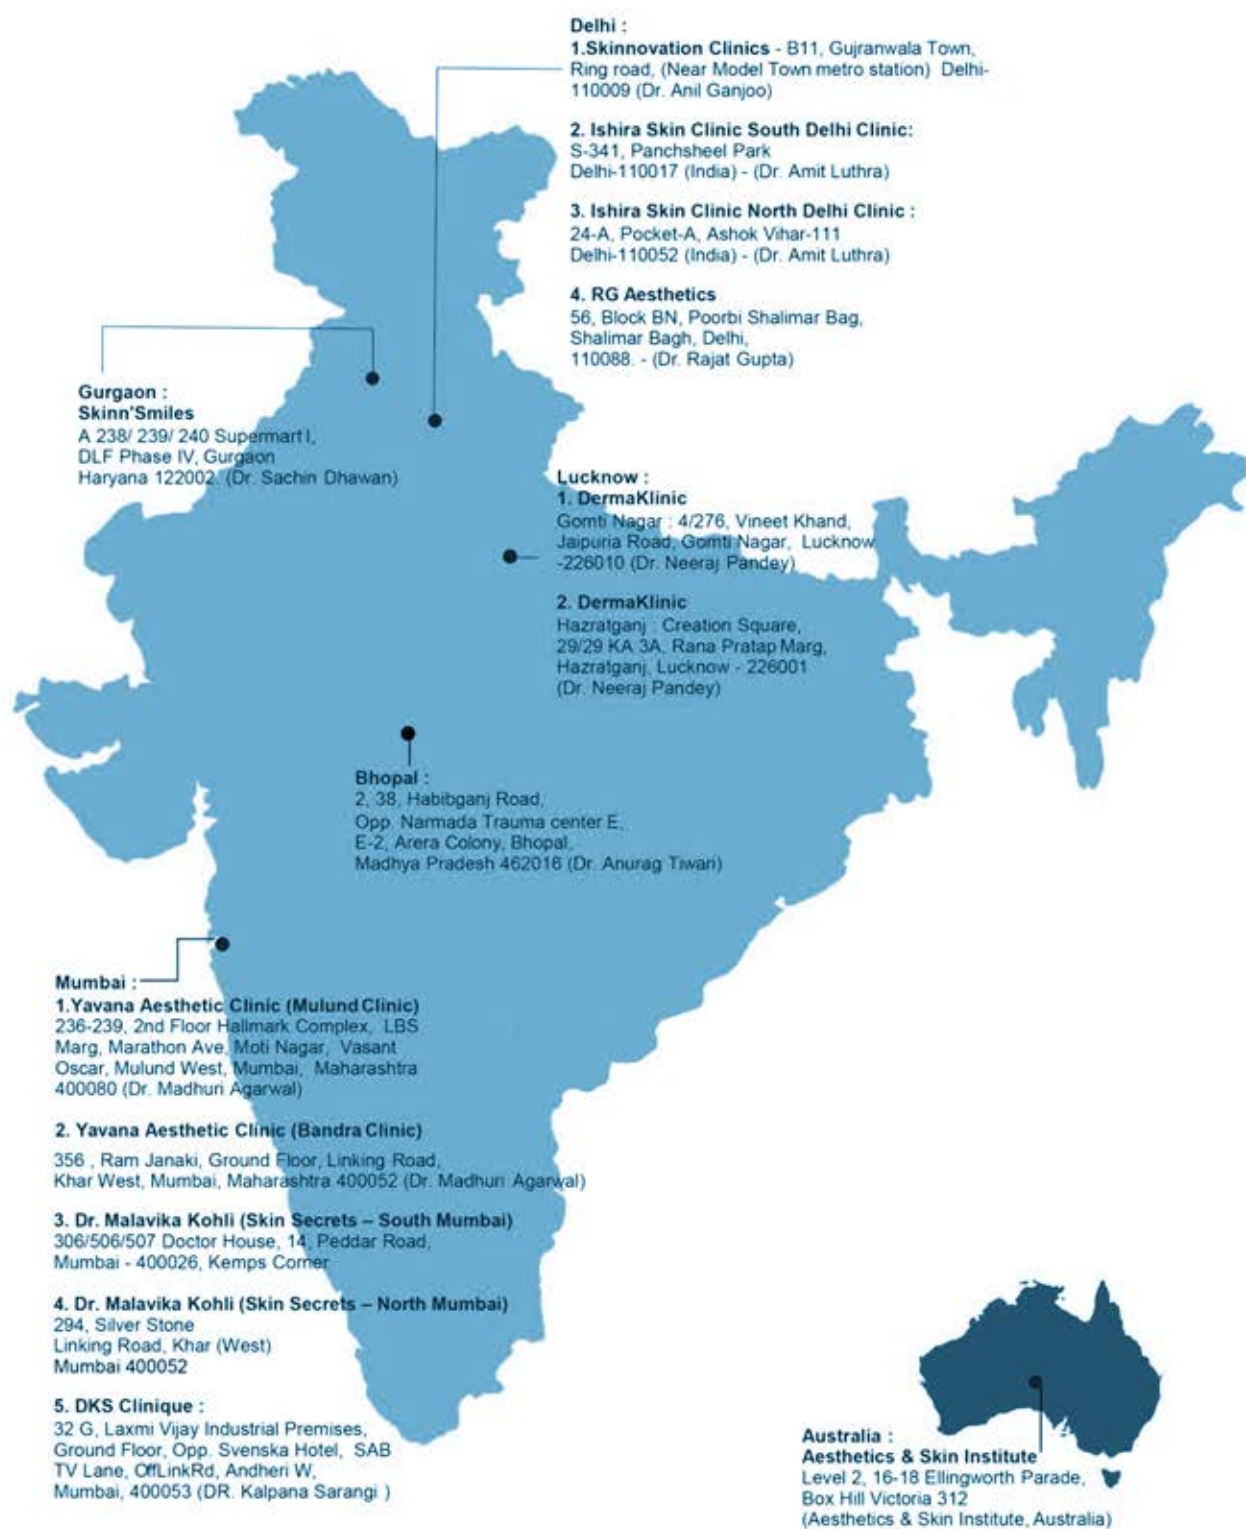 Delhi :
1.Skinnovation Clinics - B11, Gujranwala Town,
Ring road, (Near Model Town metro station) Delhi-
110009 (Dr. Anil Ganjoo)
2. Ishira Skin Clinic South Delhi Clinic:
S-341, Panchsheel Park
Delhi-110017 (India) - (Dr. Amit Luthra)
3. Ishira Skin Clinic North Delhi Clinic :
24-A, Pocket-A, Ashok Vihar-111
Delhi-110052 (India) - (Dr. Amit Luthra)
4. RG Aesthetics
56, Block BN, Poorbi Shalimar Bag,
Shalimar Bagh, Delhi,
110088. - (Dr. Rajat Gupta)
Gurgaon :
Skinn'Smiles
A 238/ 239/ 240 Supermart I,
DLF Phase IV, Gurgaon
Haryana 122002. (Dr. Sachin Dhawan)
Lucknow :
1. DermaKlinic
Gomti Nagar : 4/276, Vineet Khand,
Jaipuria Road, Gomti Nagar, Lucknow
-226010 (Dr. Neeraj Pandey)
2. DermaKlinic
Hazratganj : Creation Square,
29/29 KA 3A, Rana Pratap Marg,
Hazratganj, Lucknow - 226001
(Dr. Neeraj Pandey)
Bhopal :
2, 38, Habibganj Road,
Opp. Narmada Trauma center E,
E-2, Arera Colony, Bhopal,
Madhya Pradesh 462016 (Dr. Anurag Tiwari)
Mumbai :
1.Yavana Aesthetic Clinic (Mulund Clinic)
236-239, 2nd Floor Hallmark Complex, LBS
Marg, Marathon Ave, Moti Nagar, Vasant
Oscar, Mulund West, Mumbai, Maharashtra
400080 (Dr. Madhuri Agarwal)
2. Yavana Aesthetic Clinic (Bandra Clinic)
356 , Ram Janaki, Ground Floor, Linking Road,
Khar West, Mumbai, Maharashtra 400052 (Dr. Madhuri Agarwal)
3. Dr. Malavika Kohli (Skin Secrets – South Mumbai)
306/506/507 Doctor House, 14, Peddar Road,
Mumbai - 400026, Kemps Corner
4. Dr. Malavika Kohli (Skin Secrets – North Mumbai)
294, Silver Stone
Linking Road, Khar (West)
Mumbai 400052
5. DKS Clinique :
32 G, Laxmi Vijay Industrial Premises,
Ground Floor, Opp. Svenska Hotel, SAB
TV Lane, OffLinkRd, Andheri W,
Mumbai, 400053 (DR. Kalpana Sarangi )
Australia :
Aesthetics & Skin Institute
Level 2, 16-18 Ellingworth Parade,
Box Hill Victoria 312
(Aesthetics & Skin Institute, Australia)